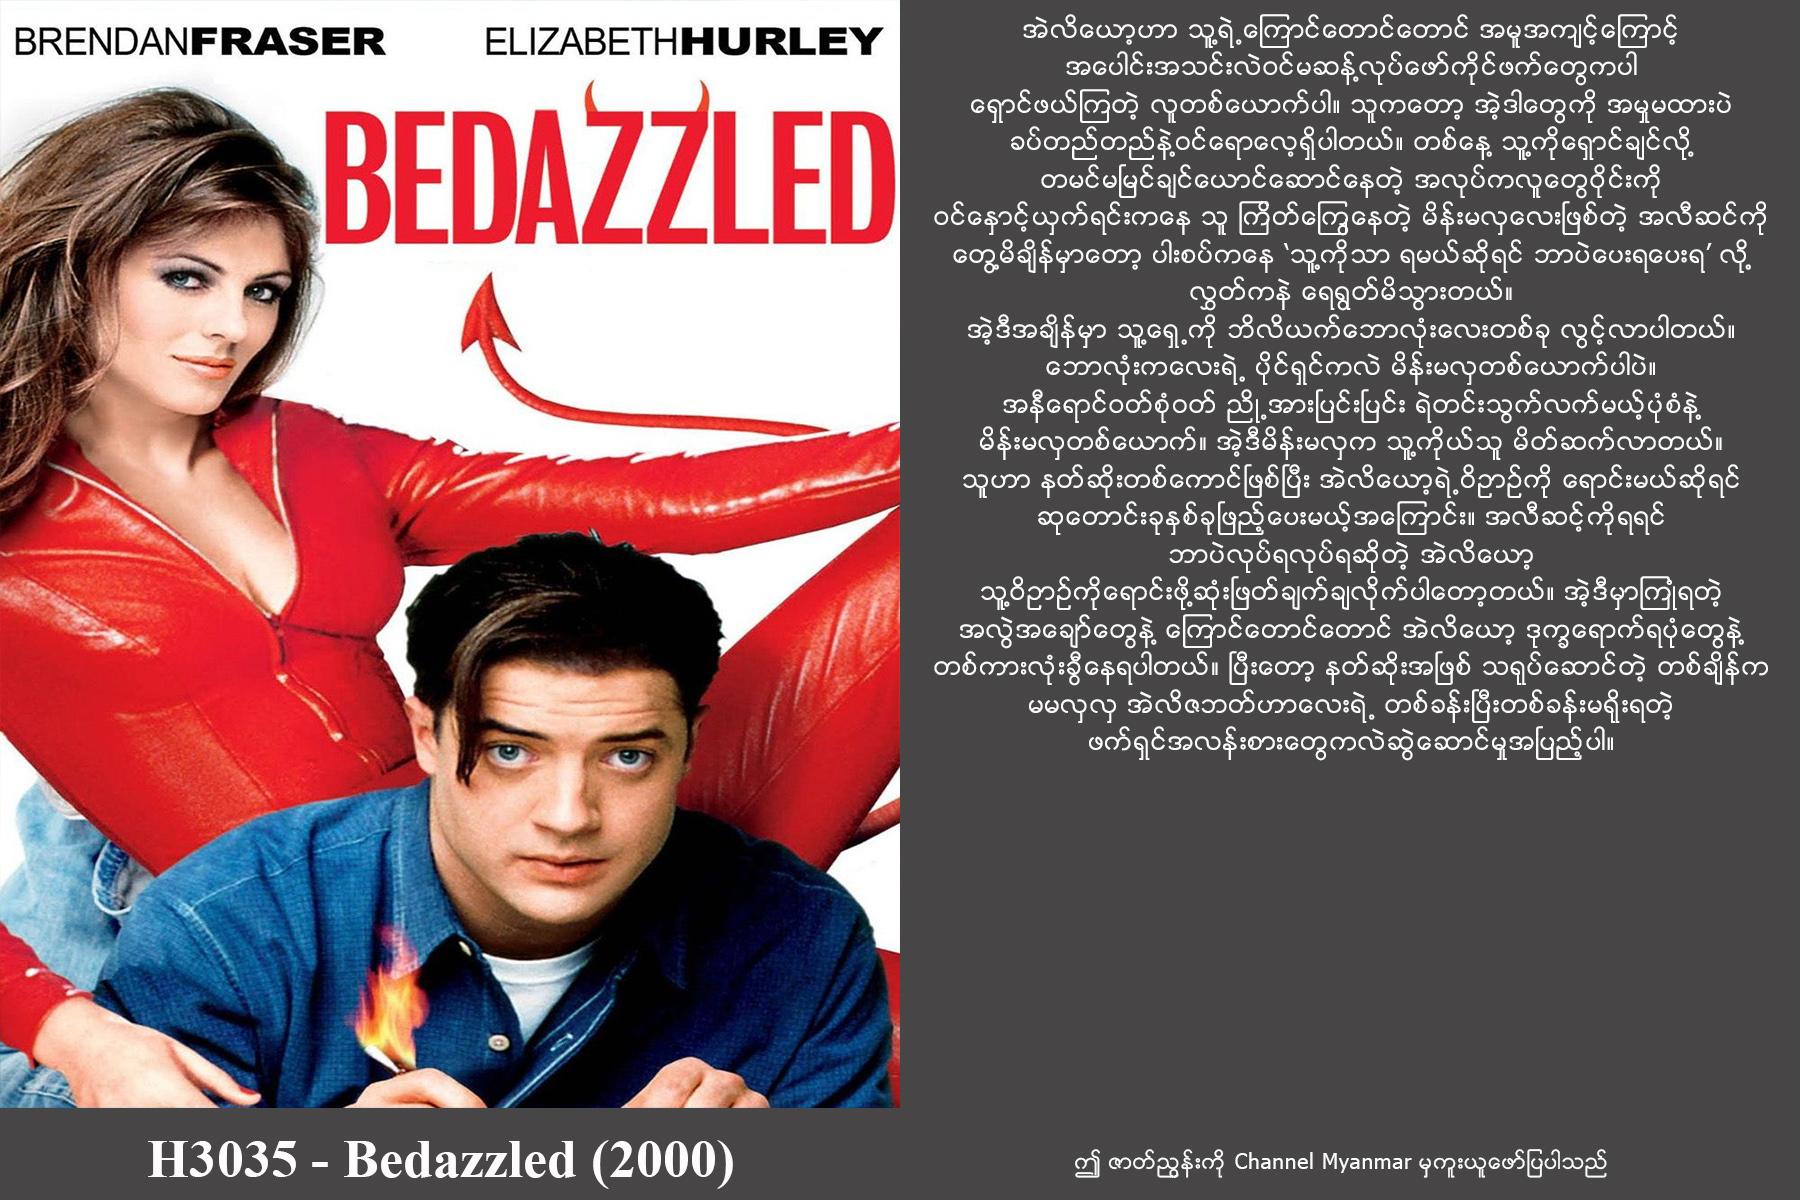 BRENDAN FRASER ELIZABETH HURLEY
BEDAZZLED
H3035 - Bedazzled (2000)
အဲလိယော့ဟာ သူ့ရဲ့ကြောင်တောင်တောင် အမူအကျင့်ကြောင့်
အပေါင်းအသင်းလဲဝင်မဆန့်လုပ်ဖော်ကိုင်ဖက်တွေကပါ
ရှောင်ဖယ်ကြတဲ့ လူတစ်ယောက်ပါ။ သူကတော့ အဲ့ဒါတွေကို အမှုမထားပဲ
ခပ်တည်တည်နဲ့ဝင်ရောလေ့ရှိပါတယ်။ တစ်နေ့ သူ့ကိုရှောင်ချင်လို့
တမင်မမြင်ချင်ယောင်ဆောင်နေတဲ့ အလုပ်ကလူတွေဝိုင်းကို
ဝင်နှောင့်ယှက်ရင်းကနေ သူ ကြိတ်ကြွေနေတဲ့ မိန်းမလှလေးဖြစ်တဲ့ အလီဆင်ကို
တွေ့မိချိန်မှာတော့ ပါးစပ်ကနေ ‘သူ့ကိုသာ ရမယ်ဆိုရင် ဘာပဲပေးရပေးရ’ လို့
လွှတ်ကနဲ ရေရွတ်မိသွားတယ်။
အဲ့ဒီအချိန်မှာ သူ့ရှေ့ကို ဘိလိယက်ဘောလုံးလေးတစ်ခု လွင့်လာပါတယ်။
ဘောလုံးကလေးရဲ့ ပိုင်ရှင်ကလဲ မိန်းမလှတစ်ယောက်ပါပဲ။
အနီရောင်ဝတ်စုံဝတ် ညို့အားပြင်းပြင်း ရဲတင်းသွက်လက်မယ့်ပုံစံနဲ့
မိန်းမလှတစ်ယောက်။ အဲ့ဒီမိန်းမလှက သူ့ကိုယ်သူ မိတ်ဆက်လာတယ်။
သူဟာ နတ်ဆိုးတစ်ကောင်ဖြစ်ပြီး အဲလိယော့ရဲ့ဝိညာဉ်ကို ရောင်းမယ်ဆိုရင်
ဆုတောင်းခုနှစ်ခုဖြည့်ပေးမယ့်အကြောင်း။ အလီဆင့်ကိုရရင်
ဘာပဲလုပ်ရလုပ်ရဆိုတဲ့ အဲလိယော့
သူ့ဝိညာဉ်ကိုရောင်းဖို့ဆုံးဖြတ်ချက်ချလိုက်ပါတော့တယ်။ အဲ့ဒီမှာကြုံရတဲ့
အလွဲအချော်တွေနဲ့ ကြောင်တောင်တောင် အဲလိယော့ ဒုက္ခရောက်ရပုံတွေနဲ့
တစ်ကားလုံးခွီနေရပါတယ်။ ပြီးတော့ နတ်ဆိုးအဖြစ် သရုပ်ဆောင်တဲ့ တစ်ချိန်က
မမလှလှ အဲလိဇဘတ်ဟာလေးရဲ့ တစ်ခန်းပြီးတစ်ခန်းမရိုးရတဲ့
ဖက်ရှင်အလန်းစားတွေကလဲဆွဲဆောင်မှုအပြည့်ပါ။
ဤ ဇာတ်ညွှန်းကို Channel Myanmar မှကူးယူဖော်ပြပါသည်